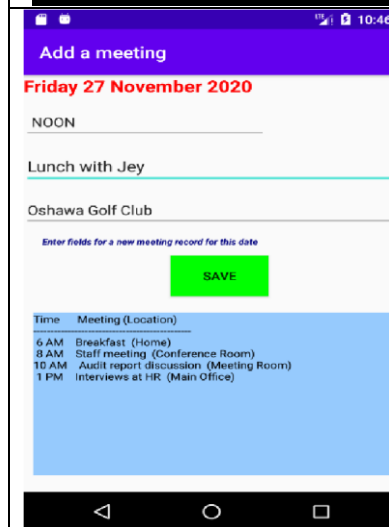 10:46
Add a meeting
Friday 27 November 2020
NOON
Lunch with Jey
Oshawa Golf Club
Enter fields for a new meeting record for this date
SAVE
Time Meeting (Location)
6 AM Breakfast (Home)
8 AM Staff meeting (Conference Room)
10 AM Audit report discussion (Meeting Room)
1 PM Interviews at HR (Main Office)